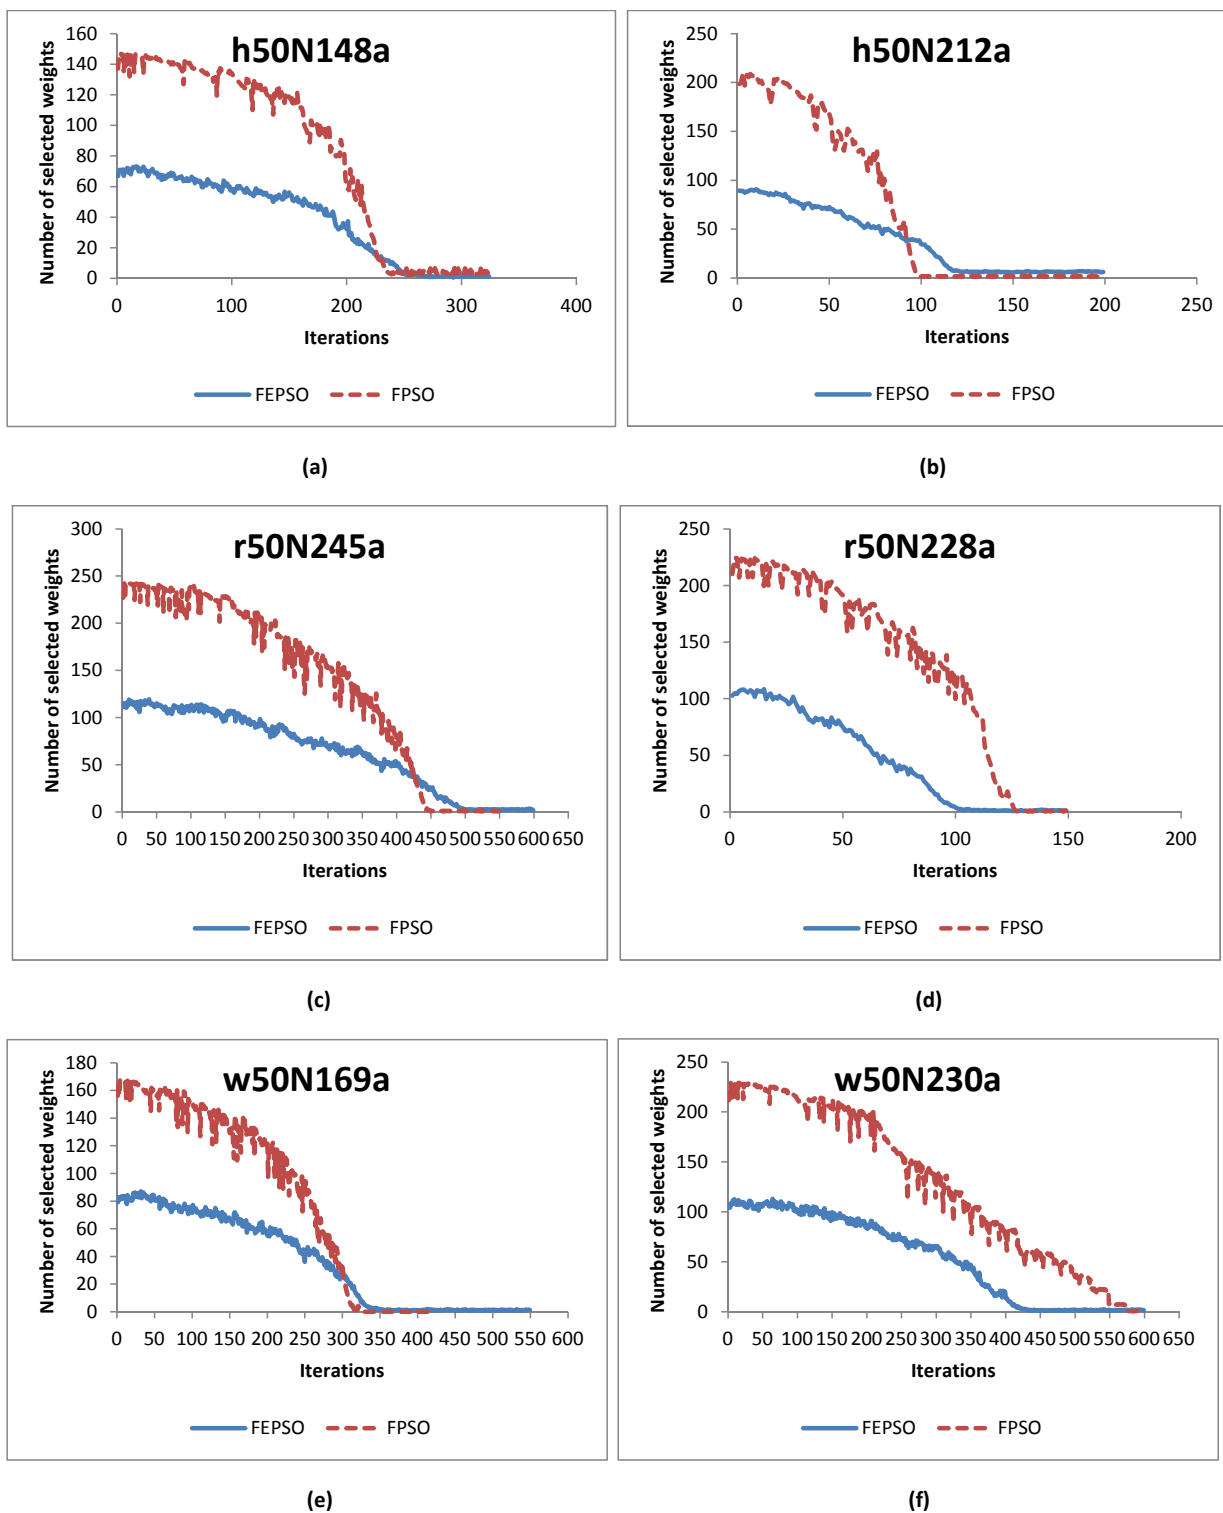 h50N148a
Number of selected weights
160
140
120
100
80
60
40
20
0
0 100 200 300 400
Iterations
FEPSO FPSO
(a)
h50N212a
Number of selected weights
250
200
150
100
50
0
0 50 100 150 200 250
Iterations
FEPSO FPSO
(b)
r50N245a
Number of selected weights
300
250
200
150
100
50
0
0 50 100 150 200 250 300 350 400 450 500 550 600 650
Iterations
FEPSO FPSO
(c)
r50N228a
Number of selected weights
250
200
150
100
50
0
0 50 100 150 200
Iterations
FEPSO FPSO
(d)
w50N169a
Number of selected weights
180
160
140
120
100
80
60
40
20
0
0 50 100 150 200 250 300 350 400 450 500 550 600
Iterations
FEPSO FPSO
(e)
w50N230a
Number of selected weights
250
200
150
100
50
0
0 50 100 150 200 250 300 350 400 450 500 550 600 650
Iterations
FEPSO FPSO
(f)